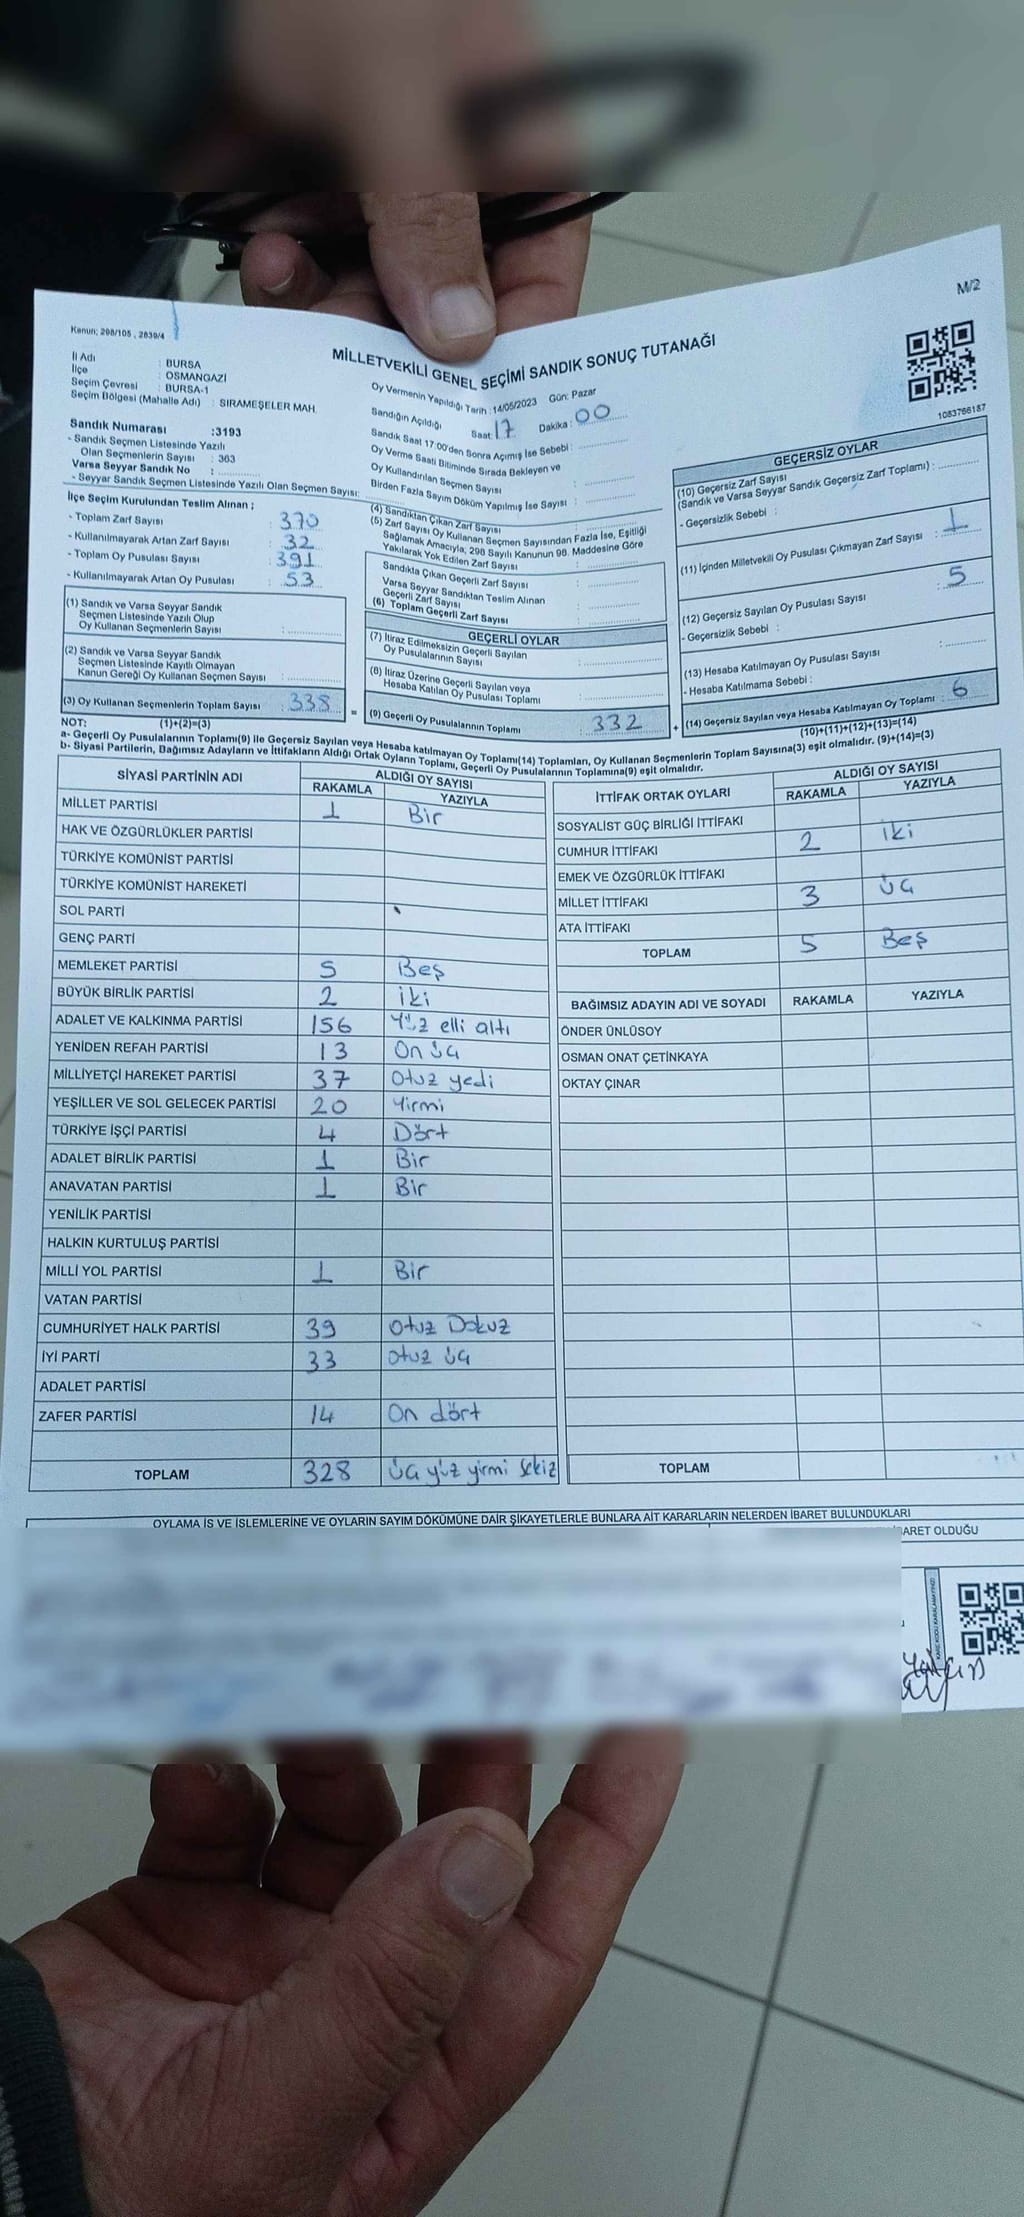 M/2
Kanun; 298/105 , 2839/4
MİLLETVEKİLİ GENEL SEÇİMİ SANDIK SONUÇ TUTANAĞI
1083766187
İl Adı : BURSA
İlçe : OSMANGAZİ
Seçim Çevresi : BURSA-1
Seçim Bölgesi (Mahalle Adı) : SIRAMEŞELER MAH.
Sandık Numarası :3193
- Sandık Seçmen Listesinde Yazılı
Olan Seçmenlerin Sayısı : 363
Varsa Seyyar Sandık No :
- Seyyar Sandık Seçmen Listesinde Yazılı Olan Seçmen Sayısı:
İlçe Seçim Kurulundan Teslim Alınan ;
- Toplam Zarf Sayısı : 370
- Kullanılmayarak Artan Zarf Sayısı : 32
- Toplam Oy Pusulası Sayısı : 391
- Kullanılmayarak Artan Oy Pusulası : 53
(1) Sandık ve Varsa Seyyar Sandık
Seçmen Listesinde Yazılı Olup
Oy Kullanan Seçmenlerin Sayısı :
(2) Sandık ve Varsa Seyyar Sandık
Seçmen Listesinde Kayıtlı Olmayan
Kanun Gereği Oy Kullanan Seçmen Sayısı :
(3) Oy Kullanan Seçmenlerin Toplam Sayısı : 338 =
Oy Vermenin Yapıldığı Tarih :14/05/2023 Gün: Pazar
Sandığın Açıldığı Saat: 17 Dakika : 00
Sandık Saat 17:00'den Sonra Açımış İse Sebebi :
Oy Verme Saati Bitiminde Sırada Bekleyen ve
Oy Kullandırılan Seçmen Sayısı :
Birden Fazla Sayım Döküm Yapılmış İse Sayısı :
(4) Sandıktan Çıkan Zarf Sayısı :
(5) Zarf Sayısı Oy Kullanan Seçmen Sayısından Fazla İse, Eşitliği
Sağlamak Amacıyla, 298 Sayılı Kanunun 98. Maddesine Göre
Yakılarak Yok Edilen Zarf Sayısı :
Sandıkta Çıkan Geçerli Zarf Sayısı :
Varsa Seyyar Sandıktan Teslim Alınan
Geçerli Zarf Sayısı :
(6) Toplam Geçerli Zarf Sayısı :
GEÇERLİ OYLAR
(7) İtiraz Edilmeksizin Geçerli Sayılan
Oy Pusulalarının Sayısı :
(8) İtiraz Üzerine Geçerli Sayılan veya
Hesaba Katılan Oy Pusulası Toplamı :
(9) Geçerli Oy Pusulalarının Toplamı : 332 +
GEÇERSİZ OYLAR
(10) Geçersiz Zarf Sayısı
(Sandık ve Varsa Seyyar Sandık Geçersiz Zarf Toplamı) :
- Geçersizlik Sebebi :
(11) İçinden Milletvekili Oy Pusulası Çıkmayan Zarf Sayısı : 1
(12) Geçersiz Sayılan Oy Pusulası Sayısı : 5
- Geçersizlik Sebebi :
(13) Hesaba Katılmayan Oy Pusulası Sayısı :
- Hesaba Katılmama Sebebi :
(14) Geçersiz Sayılan veya Hesaba Katılmayan Oy Toplamı : 6
NOT: (1)+(2)=(3) (10)+(11)+(12)+(13)=(14)
a- Geçerli Oy Pusulalarının Toplamı(9) ile Geçersiz Sayılan veya Hesaba katılmayan Oy Toplamı(14) Toplamları, Oy Kullanan Seçmenlerin Toplam Sayısına(3) eşit olmalıdır. (9)+(14)=(3)
b- Siyasi Partilerin, Bağımsız Adayların ve İttifakların Aldığı Ortak Oyların Toplamı, Geçerli Oy Pusulalarının Toplamına(9) eşit olmalıdır.
SİYASİ PARTİNİN ADI ALDIĞI OY SAYISI
RAKAMLA YAZIYLA
MİLLET PARTİSİ 1 Bir
HAK VE ÖZGÜRLÜKLER PARTİSİ
TÜRKİYE KOMÜNİST PARTİSİ
TÜRKİYE KOMÜNİST HAREKETİ
SOL PARTİ
GENÇ PARTİ
MEMLEKET PARTİSİ 5 Beş
BÜYÜK BİRLİK PARTİSİ 2 iki
ADALET VE KALKINMA PARTİSİ 156 Yüz elli altı
YENİDEN REFAH PARTİSİ 13 On üç
MİLLİYETÇİ HAREKET PARTİSİ 37 Otuz yedi
YEŞİLLER VE SOL GELECEK PARTİSİ 20 Yirmi
TÜRKİYE İŞÇİ PARTİSİ 4 Dört
ADALET BİRLİK PARTİSİ 1 Bir
ANAVATAN PARTİSİ 1 Bir
YENİLİK PARTİSİ
HALKIN KURTULUŞ PARTİSİ
MİLLİ YOL PARTİSİ 1 Bir
VATAN PARTİSİ
CUMHURİYET HALK PARTİSİ 39 Otuz Dokuz
İYİ PARTİ 33 Otuz üç
ADALET PARTİSİ
ZAFER PARTİSİ 14 On dört
TOPLAM 328 üç yüz yirmi sekiz
İTTİFAK ORTAK OYLARI ALDIĞI OY SAYISI
RAKAMLA YAZIYLA
SOSYALİST GÜÇ BİRLİĞİ İTTİFAKI
CUMHUR İTTİFAKI 2 iki
EMEK VE ÖZGÜRLÜK İTTİFAKI
MİLLET İTTİFAKI 3 üç
ATA İTTİFAKI
TOPLAM 5 Beş
BAĞIMSIZ ADAYIN ADI VE SOYADI RAKAMLA YAZIYLA
ÖNDER ÜNLÜSOY
OSMAN ONAT ÇETİNKAYA
OKTAY ÇINAR
TOPLAM
OYLAMA İŞ VE İŞLEMLERİNE VE OYLARIN SAYIM DÖKÜMÜNE DAİR ŞİKAYETLERLE BUNLARA AİT KARARLARIN NELERDEN İBARET BULUNDUKLARI
BARET OLDUĞU